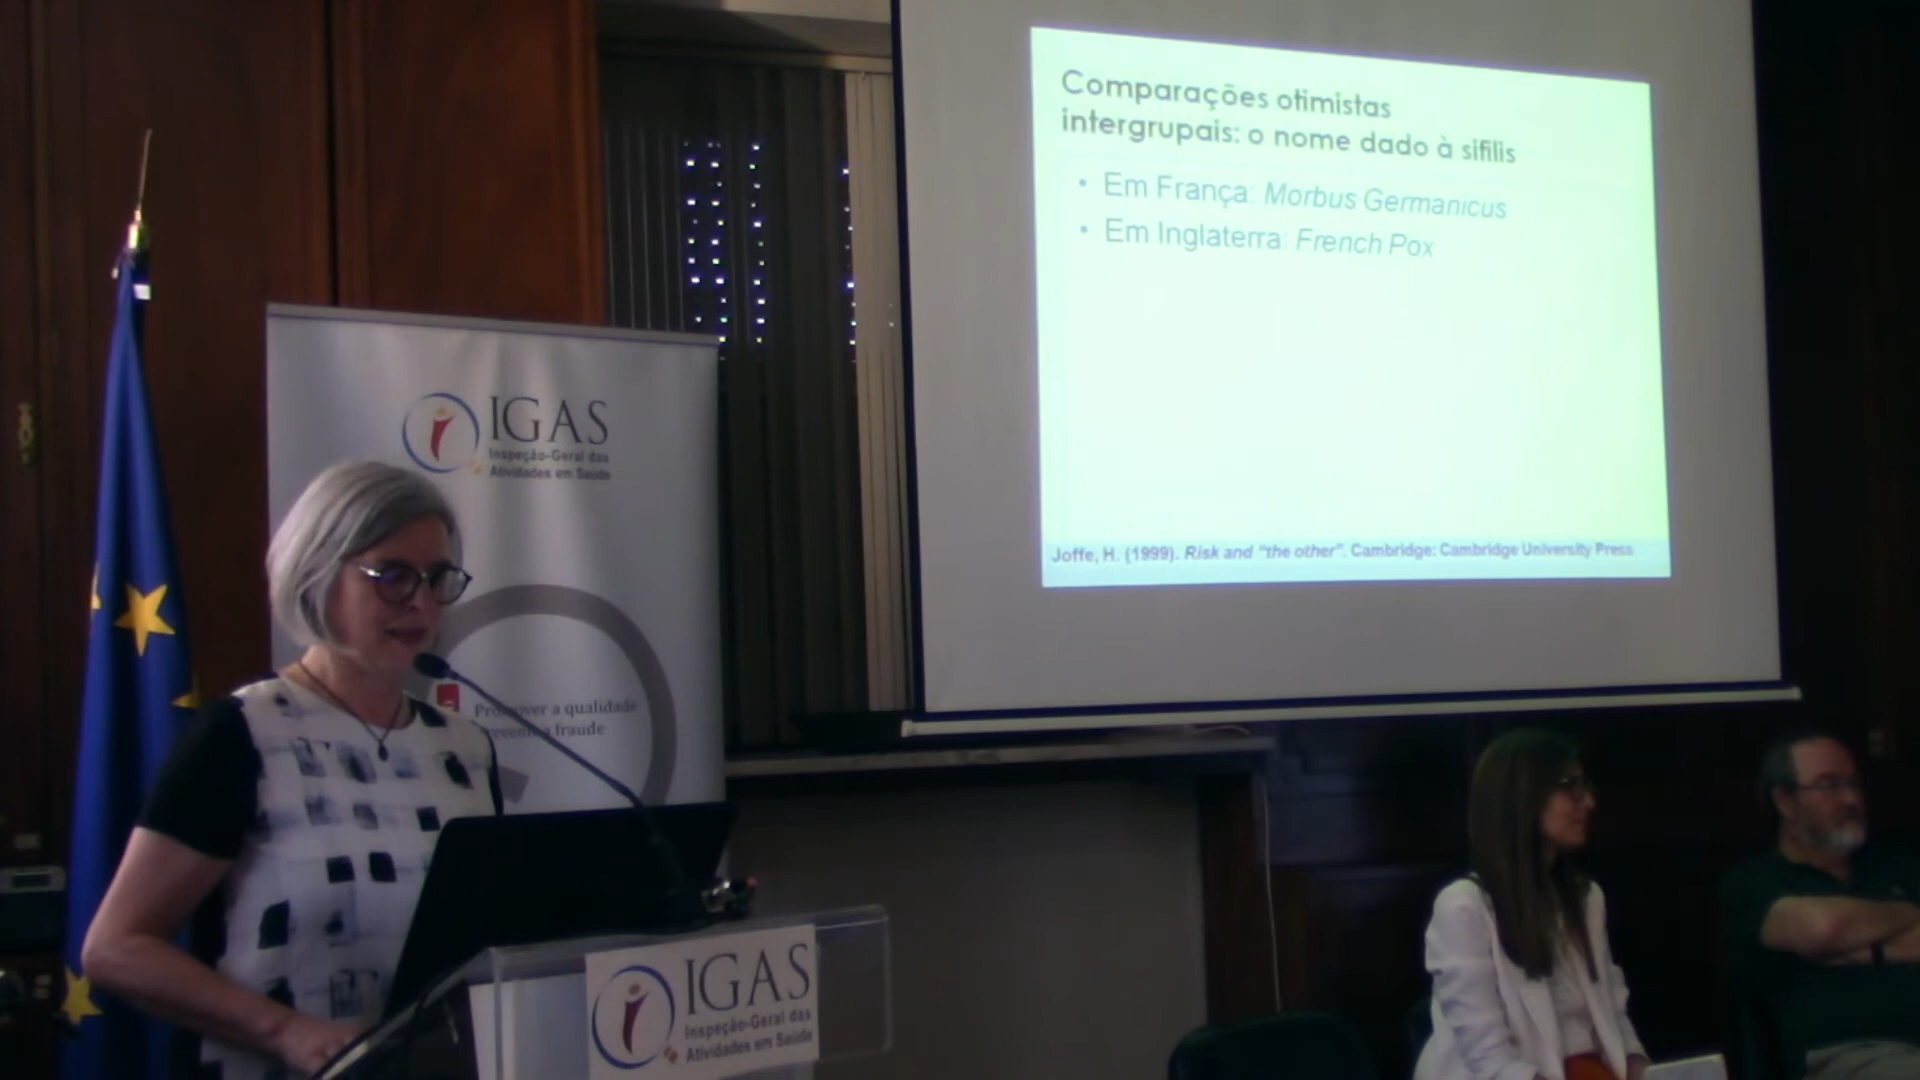 Comparações otimistas
intergrupais: o nome dado à sifilis
• Em França: Morbus Germanicus
• Em Inglaterra: French Pox
Joffe, H. (1999). Risk and "the other". Cambridge: Cambridge University Press
IGAS
Inspeção-Geral das
Atividades em Saúde
Promover a qualidade
a fraude
IGAS
Inspeção-Geral das
Atividades em Saúde